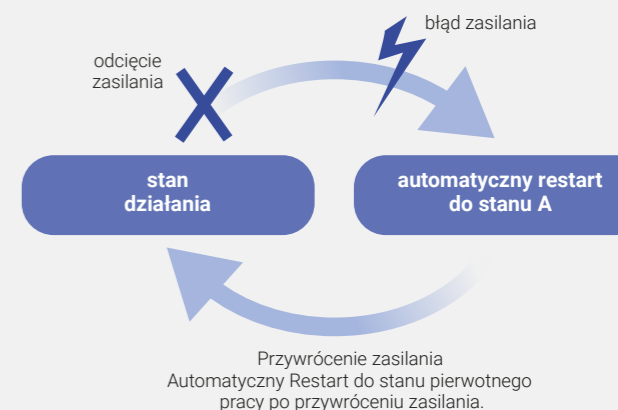 błąd zasilania
odcięcie
zasilania
stan
działania
automatyczny restart
do stanu A
Przywrócenie zasilania
Automatyczny Restart do stanu pierwotnego
pracy po przywróceniu zasilania.